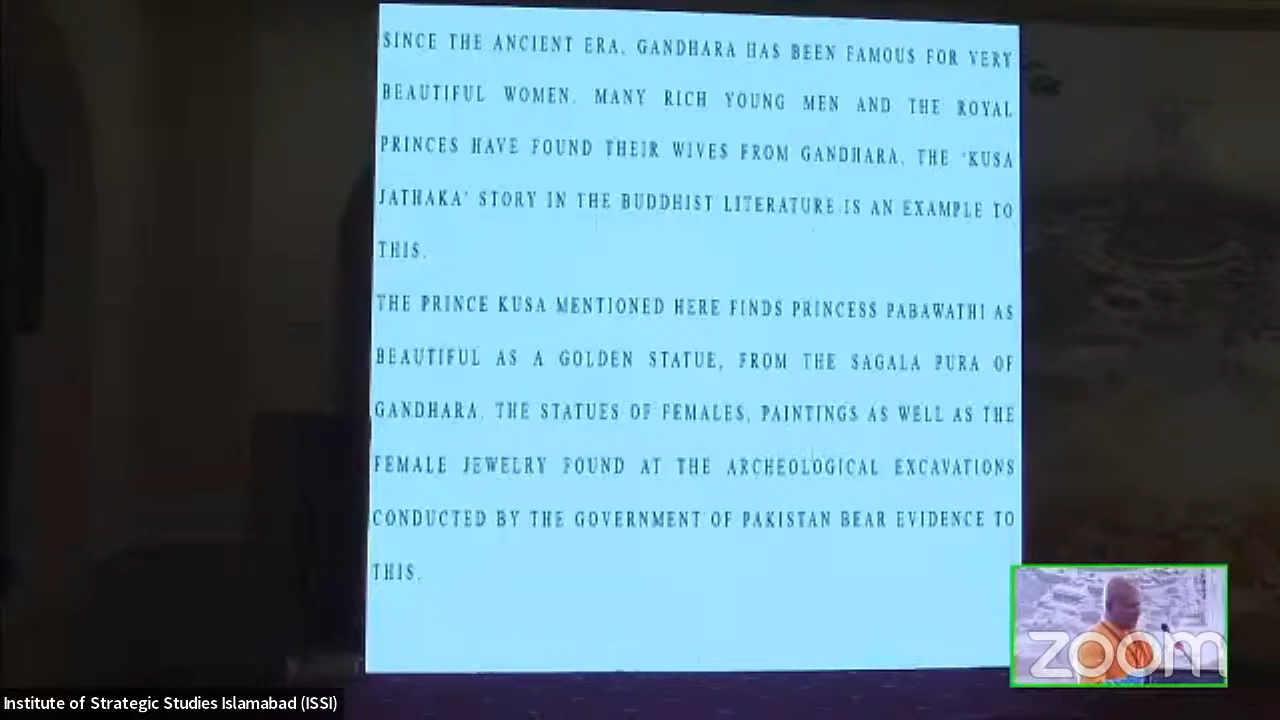 SINCE THE ANCIENT ERA, GANDHARA HAS BEEN FAMOUS FOR VERY
BEAUTIFUL WOMEN. MANY RICH YOUNG MEN AND THE ROYAL
PRINCES HAVE FOUND THEIR WIVES FROM GANDHARA. THE 'KUSA
JATHAKA' STORY IN THE BUDDHIST LITERATURE IS AN EXAMPLE TO
THIS.
THE PRINCE KUSA MENTIONED HERE FINDS PRINCESS PABAWATHI AS
BEAUTIFUL AS A GOLDEN STATUE, FROM THE SAGALA PURA OF
GANDHARA. THE STATUES OF FEMALES, PAINTINGS AS WELL AS THE
FEMALE JEWELRY FOUND AT THE ARCHEOLOGICAL EXCAVATIONS
CONDUCTED BY THE GOVERNMENT OF PAKISTAN BEAR EVIDENCE TO
THIS.
zoom
Institute of Strategic Studies Islamabad (ISSI)